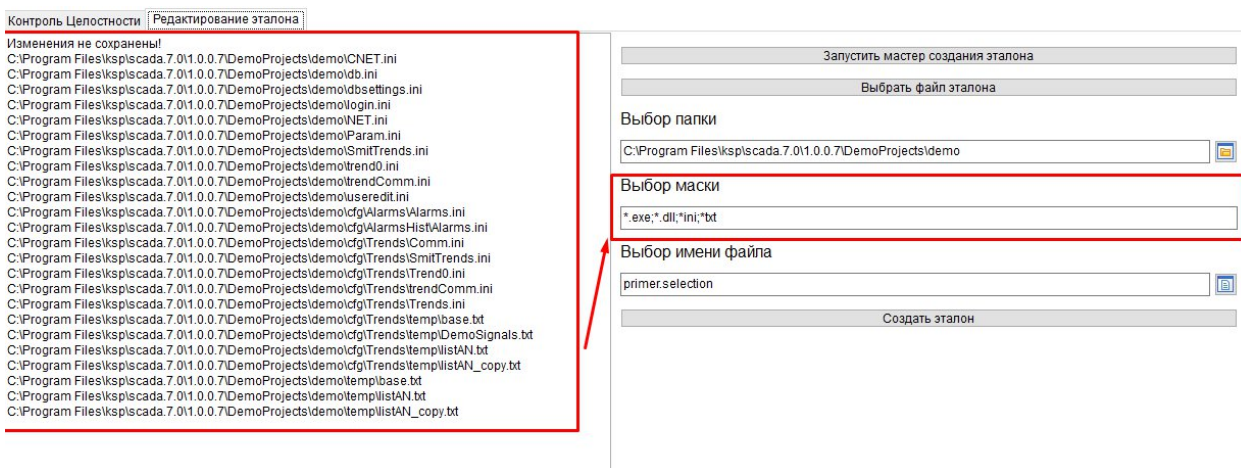 Контроль Целостности
Редактирование эталона
Изменения не сохранены!
C:\Program Files\ksp\scada.7.0\1.0.0.7\DemoProjects\demo\CNET.ini
C:\Program Files\ksp\scada.7.0\1.0.0.7\DemoProjects\demo\db.ini
C:\Program Files\ksp\scada.7.0\1.0.0.7\DemoProjects\demo\dbsettings.ini
C:\Program Files\ksp\scada.7.0\1.0.0.7\DemoProjects\demo\login.ini
C:\Program Files\ksp\scada.7.0\1.0.0.7\DemoProjects\demo\NET.ini
C:\Program Files\ksp\scada.7.0\1.0.0.7\DemoProjects\demo\Param.ini
C:\Program Files\ksp\scada.7.0\1.0.0.7\DemoProjects\demo\SmitTrends.ini
C:\Program Files\ksp\scada.7.0\1.0.0.7\DemoProjects\demo\trend0.ini
C:\Program Files\ksp\scada.7.0\1.0.0.7\DemoProjects\demo\trendComm.ini
C:\Program Files\ksp\scada.7.0\1.0.0.7\DemoProjects\demo\useredit.ini
C:\Program Files\ksp\scada.7.0\1.0.0.7\DemoProjects\demo\cfg\Alarms\Alarms.ini
C:\Program Files\ksp\scada.7.0\1.0.0.7\DemoProjects\demo\cfg\AlarmsHist\Alarms.ini
C:\Program Files\ksp\scada.7.0\1.0.0.7\DemoProjects\demo\cfg\Trends\Comm.ini
C:\Program Files\ksp\scada.7.0\1.0.0.7\DemoProjects\demo\cfg\Trends\SmitTrends.ini
C:\Program Files\ksp\scada.7.0\1.0.0.7\DemoProjects\demo\cfg\Trends\Trend0.ini
C:\Program Files\ksp\scada.7.0\1.0.0.7\DemoProjects\demo\cfg\Trends\trendComm.ini
C:\Program Files\ksp\scada.7.0\1.0.0.7\DemoProjects\demo\cfg\Trends\Trends.ini
C:\Program Files\ksp\scada.7.0\1.0.0.7\DemoProjects\demo\cfg\Trends\temp\base.txt
C:\Program Files\ksp\scada.7.0\1.0.0.7\DemoProjects\demo\cfg\Trends\temp\DemoSignals.txt
C:\Program Files\ksp\scada.7.0\1.0.0.7\DemoProjects\demo\cfg\Trends\temp\listAN.txt
C:\Program Files\ksp\scada.7.0\1.0.0.7\DemoProjects\demo\cfg\Trends\temp\listAN_copy.txt
C:\Program Files\ksp\scada.7.0\1.0.0.7\DemoProjects\demo\temp\base.txt
C:\Program Files\ksp\scada.7.0\1.0.0.7\DemoProjects\demo\temp\listAN.txt
C:\Program Files\ksp\scada.7.0\1.0.0.7\DemoProjects\demo\temp\listAN_copy.txt
Запустить мастер создания эталона
Выбрать файл эталона
Выбор папки
C:\Program Files\ksp\scada.7.0\1.0.0.7\DemoProjects\demo
Выбор маски
*.exe;*.dll;*ini;*txt
Выбор имени файла
primer.selection
Создать эталон